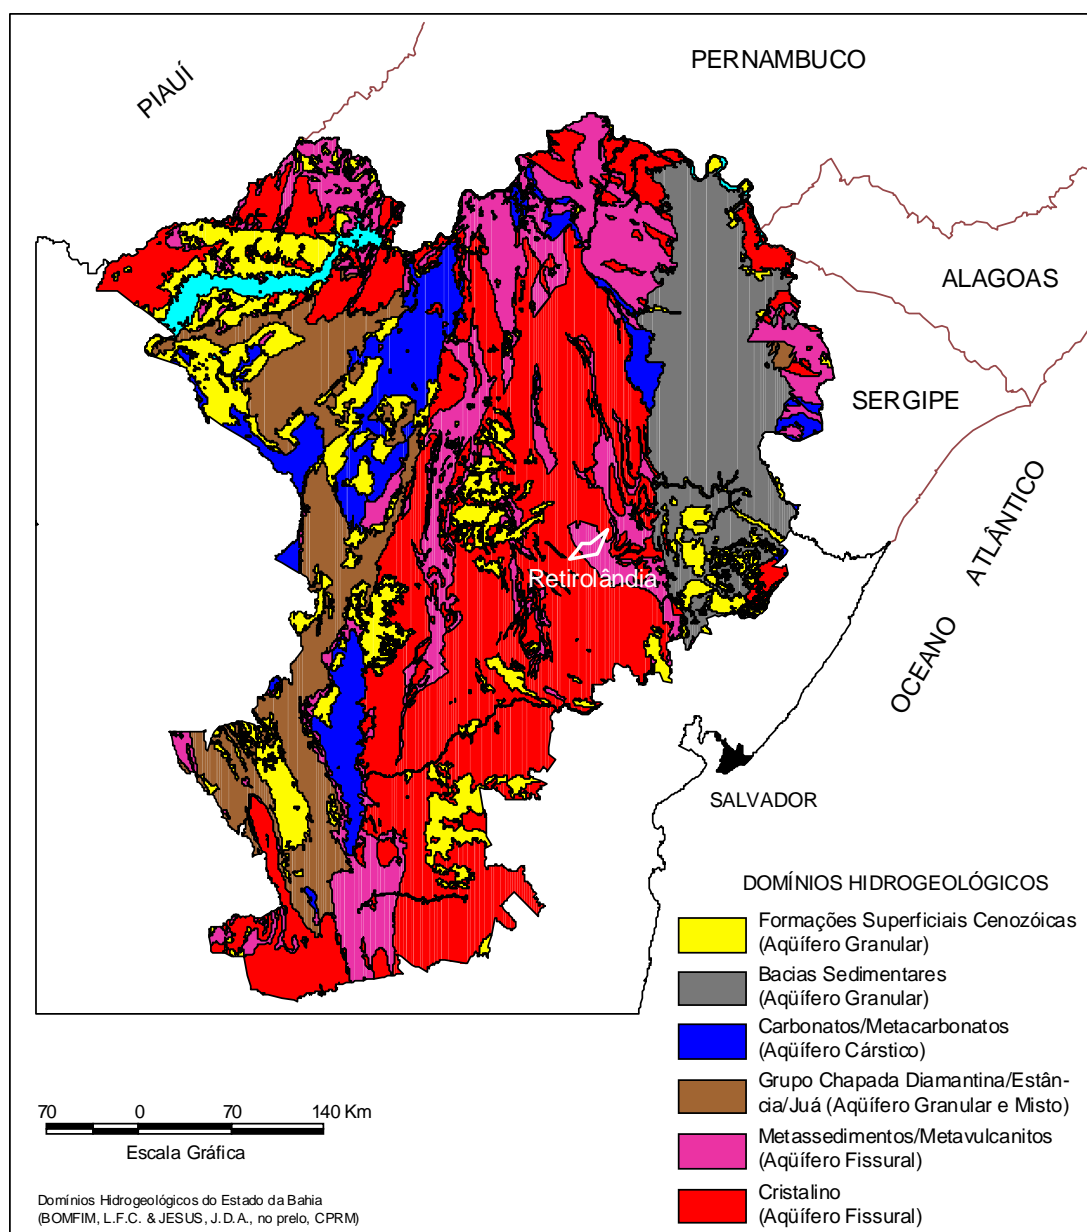 PERNAMBUCO
PIAUÍ
ALAGOAS
SERGIPE
OCEANO ATLÂNTICO
Retirolândia
SALVADOR
DOMÍNIOS HIDROGEOLÓGICOS
Formações Superficiais Cenozóicas
(Aqüífero Granular)
Bacias Sedimentares
(Aqüífero Granular)
Carbonatos/Metacarbonatos
(Aqüífero Cárstico)
Grupo Chapada Diamantina/Estân-
cia/Juá (Aqüífero Granular e Misto)
Metassedimentos/Metavulcanitos
(Aqüífero Fissural)
Cristalino
(Aqüífero Fissural)
70 0 70 140 Km
Escala Gráfica
Domínios Hidrogeológicos do Estado da Bahia
(BOMFIM, L.F.C. & JESUS, J.D.A., no prelo, CPRM)